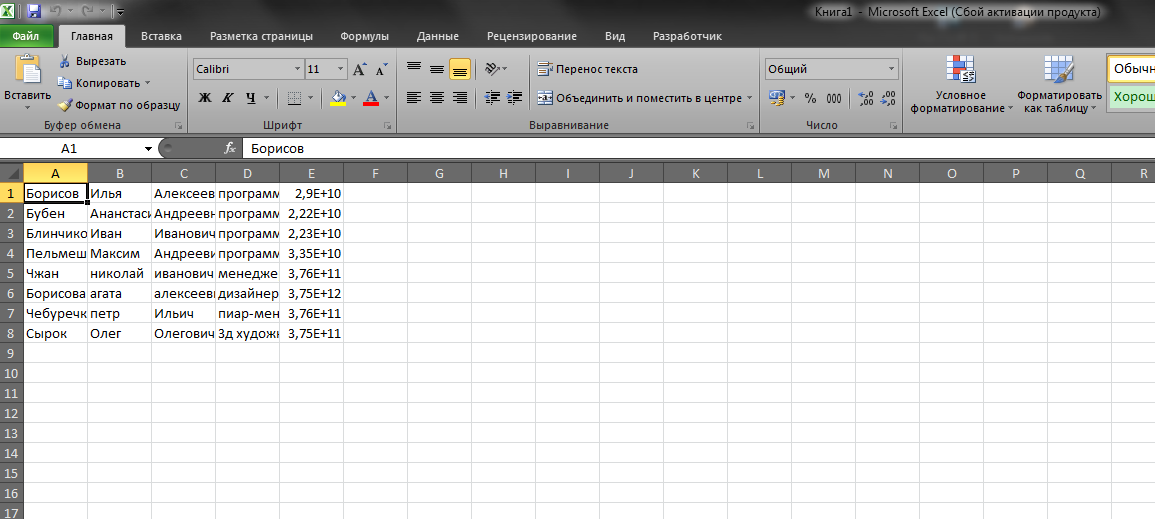 Книга1 - Microsoft Excel (Сбой активации продукта)
Файл Главная Вставка Разметка страницы Формулы Данные Рецензирование Вид Разработчик
Вставить
Вырезать
Копировать
Формат по образцу
Буфер обмена
Calibri 11
Ж К Ч
Шрифт
Перенос текста
Объединить и поместить в центре
Выравнивание
Общий
% 000 ,00 ,0
Число
Условное форматирование
Форматировать как таблицу
Обычн
Хорош
A1 fx Борисов
A B C D E F G H I J K L M N O P Q R
1 Борисов Илья Алексеев программ 2,9E+10
2 Бубен Ананстаси Андреевн программ 2,22E+10
3 Блинчико Иван Иванович программ 2,23E+10
4 Пельмеш Максим Андрееви программ 3,35E+10
5 Чжан николай иванович менедже 3,76E+11
6 Борисова агата алексеевн дизайнер 3,75E+12
7 Чебуречк петр Ильич пиар-мен 3,76E+11
8 Сырок Олег Олегович 3д художн 3,75E+11
9
10
11
12
13
14
15
16
17